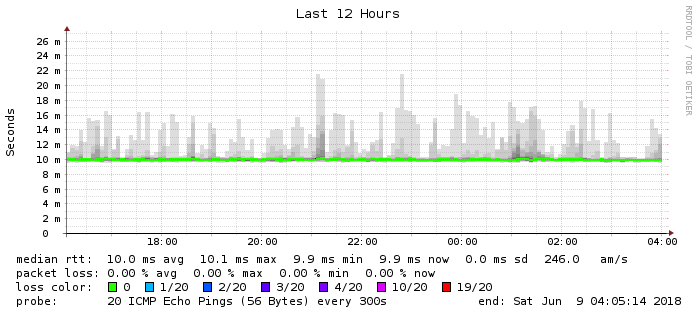 Last 12 Hours
RRDTOOL / TOBI OETIKER
Seconds
26 m
24 m
22 m
20 m
18 m
16 m
14 m
12 m
10 m
8 m
6 m
4 m
2 m
0
18:00 20:00 22:00 00:00 02:00 04:00
median rtt: 10.0 ms avg 10.1 ms max 9.9 ms min 9.9 ms now 0.0 ms sd 246.0 am/s
packet loss: 0.00 % avg 0.00 % max 0.00 % min 0.00 % now
loss color: 0 1/20 2/20 3/20 4/20 10/20 19/20
probe: 20 ICMP Echo Pings (56 Bytes) every 300s end: Sat Jun 9 04:05:14 2018